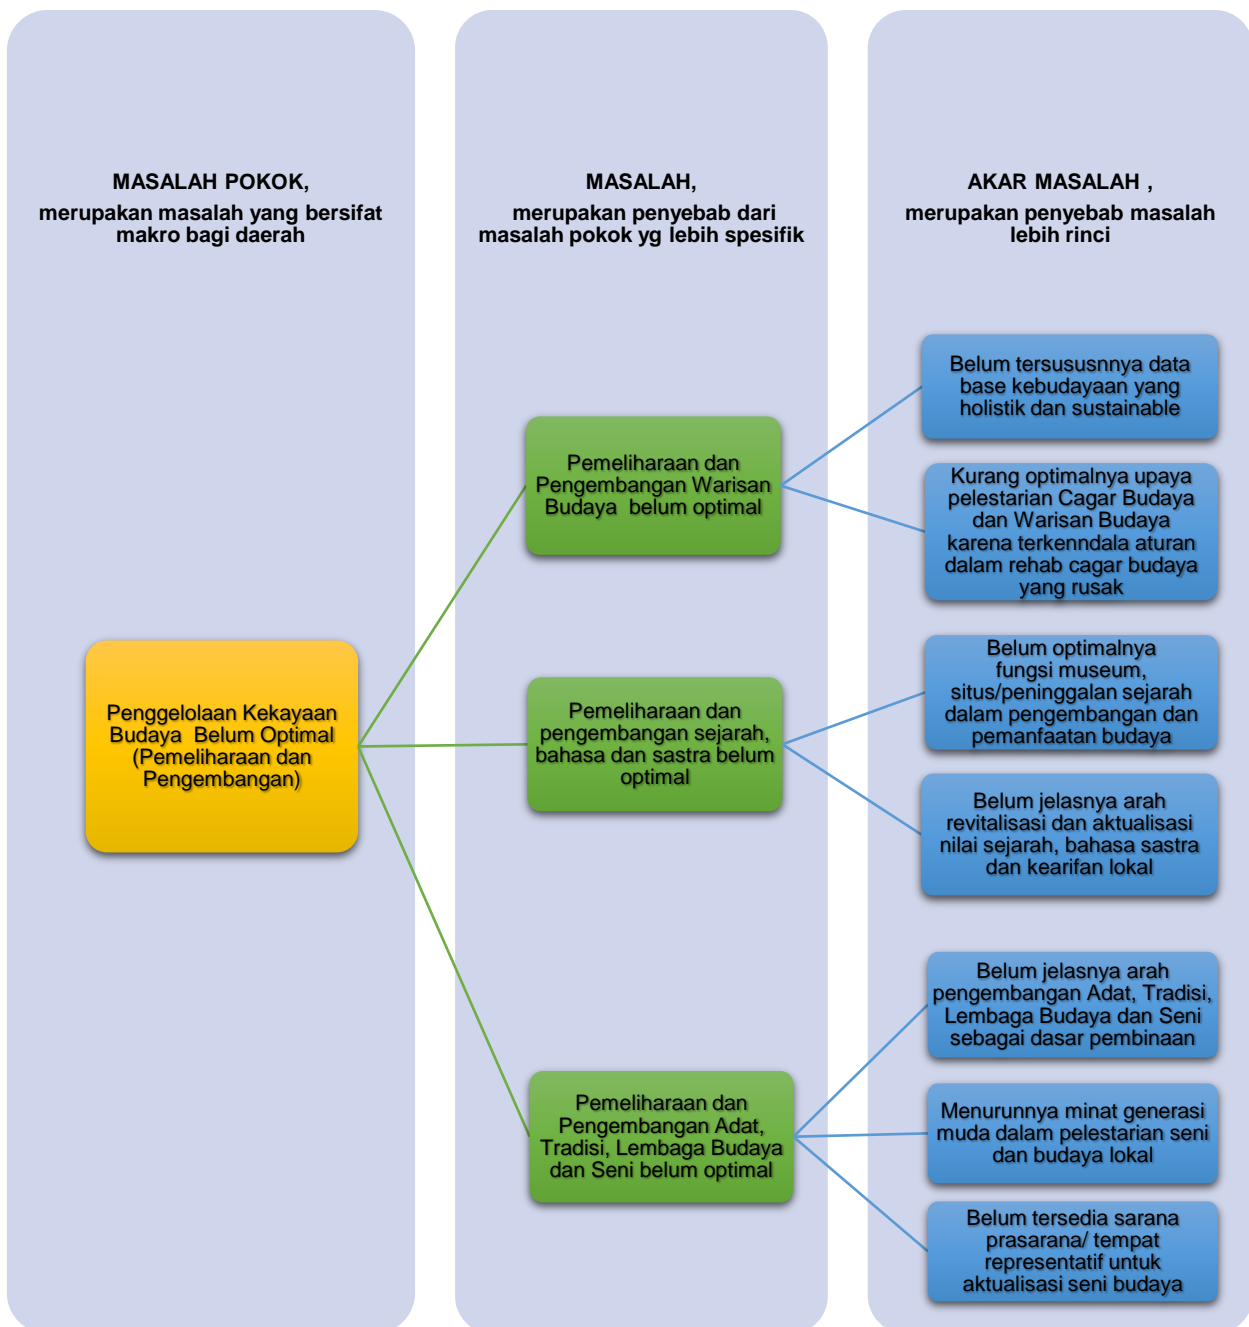 MASALAH POKOK,
merupakan masalah yang bersifat
makro bagi daerah
MASALAH,
merupakan penyebab dari
masalah pokok yg lebih spesifik
AKAR MASALAH ,
merupakan penyebab masalah
lebih rinci
Penggelolaan Kekayaan
Budaya  Belum Optimal
(Pemeliharaan dan
Pengembangan)
Pemeliharaan dan
Pengembangan Warisan
Budaya  belum optimal
Belum tersususnnya data
base kebudayaan yang
holistik dan sustainable
Kurang optimalnya upaya
pelestarian Cagar Budaya
dan Warisan Budaya
karena terkenndala aturan
dalam rehab cagar budaya
yang rusak
Pemeliharaan dan
pengembangan sejarah,
bahasa dan sastra belum
optimal
Belum optimalnya
fungsi museum,
situs/peninggalan sejarah
dalam pengembangan dan
pemanfaatan budaya
Belum jelasnya arah
revitalisasi dan aktualisasi
nilai sejarah, bahasa sastra
dan kearifan lokal
Pemeliharaan dan
Pengembangan Adat,
Tradisi, Lembaga Budaya
dan Seni belum optimal
Belum jelasnya arah
pengembangan Adat, Tradisi,
Lembaga Budaya dan Seni
sebagai dasar pembinaan
Menurunnya minat generasi
muda dalam pelestarian seni
dan budaya lokal
Belum tersedia sarana
prasarana/ tempat
representatif untuk
aktualisasi seni budaya